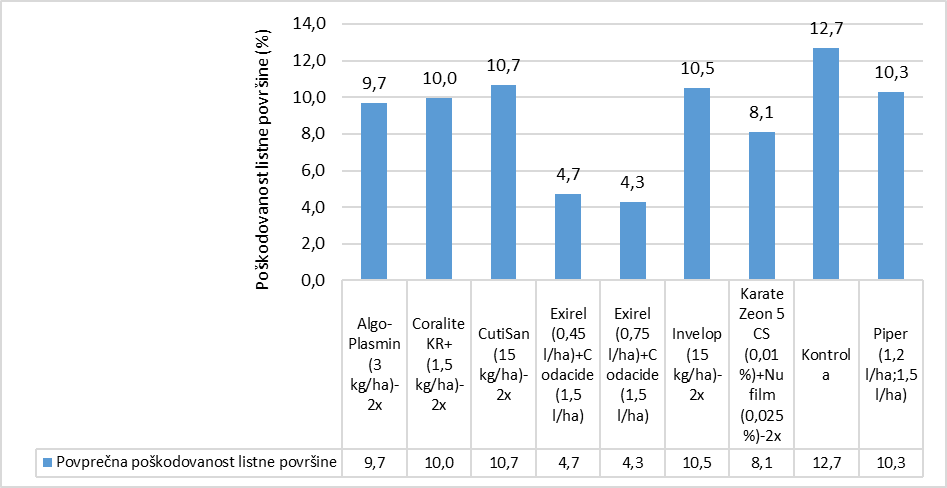 Poškodovanost listne površine (%)
14,0
12,0
10,0
8,0
6,0
4,0
2,0
0,0
9,7
10,0
10,7
4,7
4,3
10,5
8,1
12,7
10,3
Algo-
Plasmin
(3
kg/ha)-
2x
Coralite
KR+
(1,5
kg/ha)-
2x
CutiSan
(15
kg/ha)-
2x
Exirel
(0,45
l/ha)+C
odacide
(1,5
l/ha)
Exirel
(0,75
l/ha)+C
odacide
(1,5
l/ha)
Invelop
(15
kg/ha)-
2x
Karate
Zeon 5
CS
(0,01
%)+Nu
film
(0,025
%)-2x
Kontrol
a
Piper
(1,2
l/ha;1,5
l/ha)
Povprečna poškodovanost listne površine 9,7 10,0 10,7 4,7 4,3 10,5 8,1 12,7 10,3